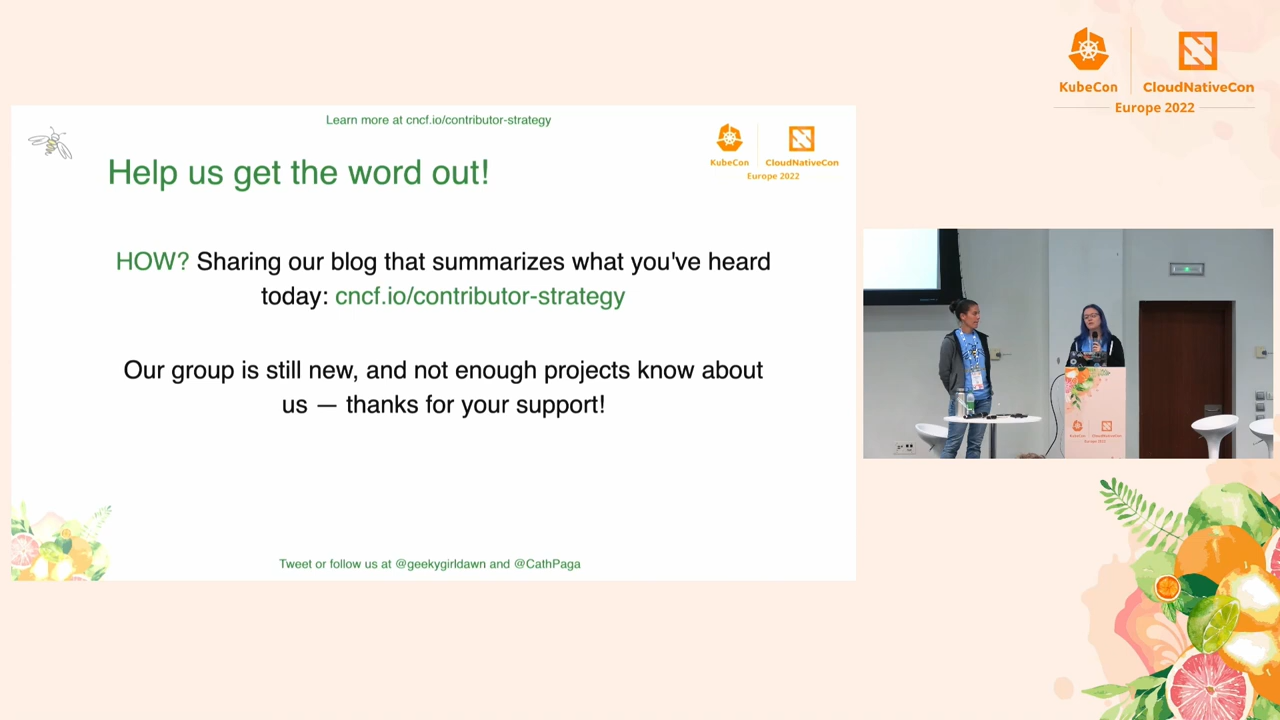 KubeCon
CloudNativeCon
Europe 2022
Learn more at cncf.io/contributor-strategy
KubeCon
CloudNativeCon
Europe 2022
Help us get the word out!
HOW? Sharing our blog that summarizes what you've heard
today: cncf.io/contributor-strategy
Our group is still new, and not enough projects know about
us — thanks for your support!
Tweet or follow us at @geekygirldawn and @CathPaga